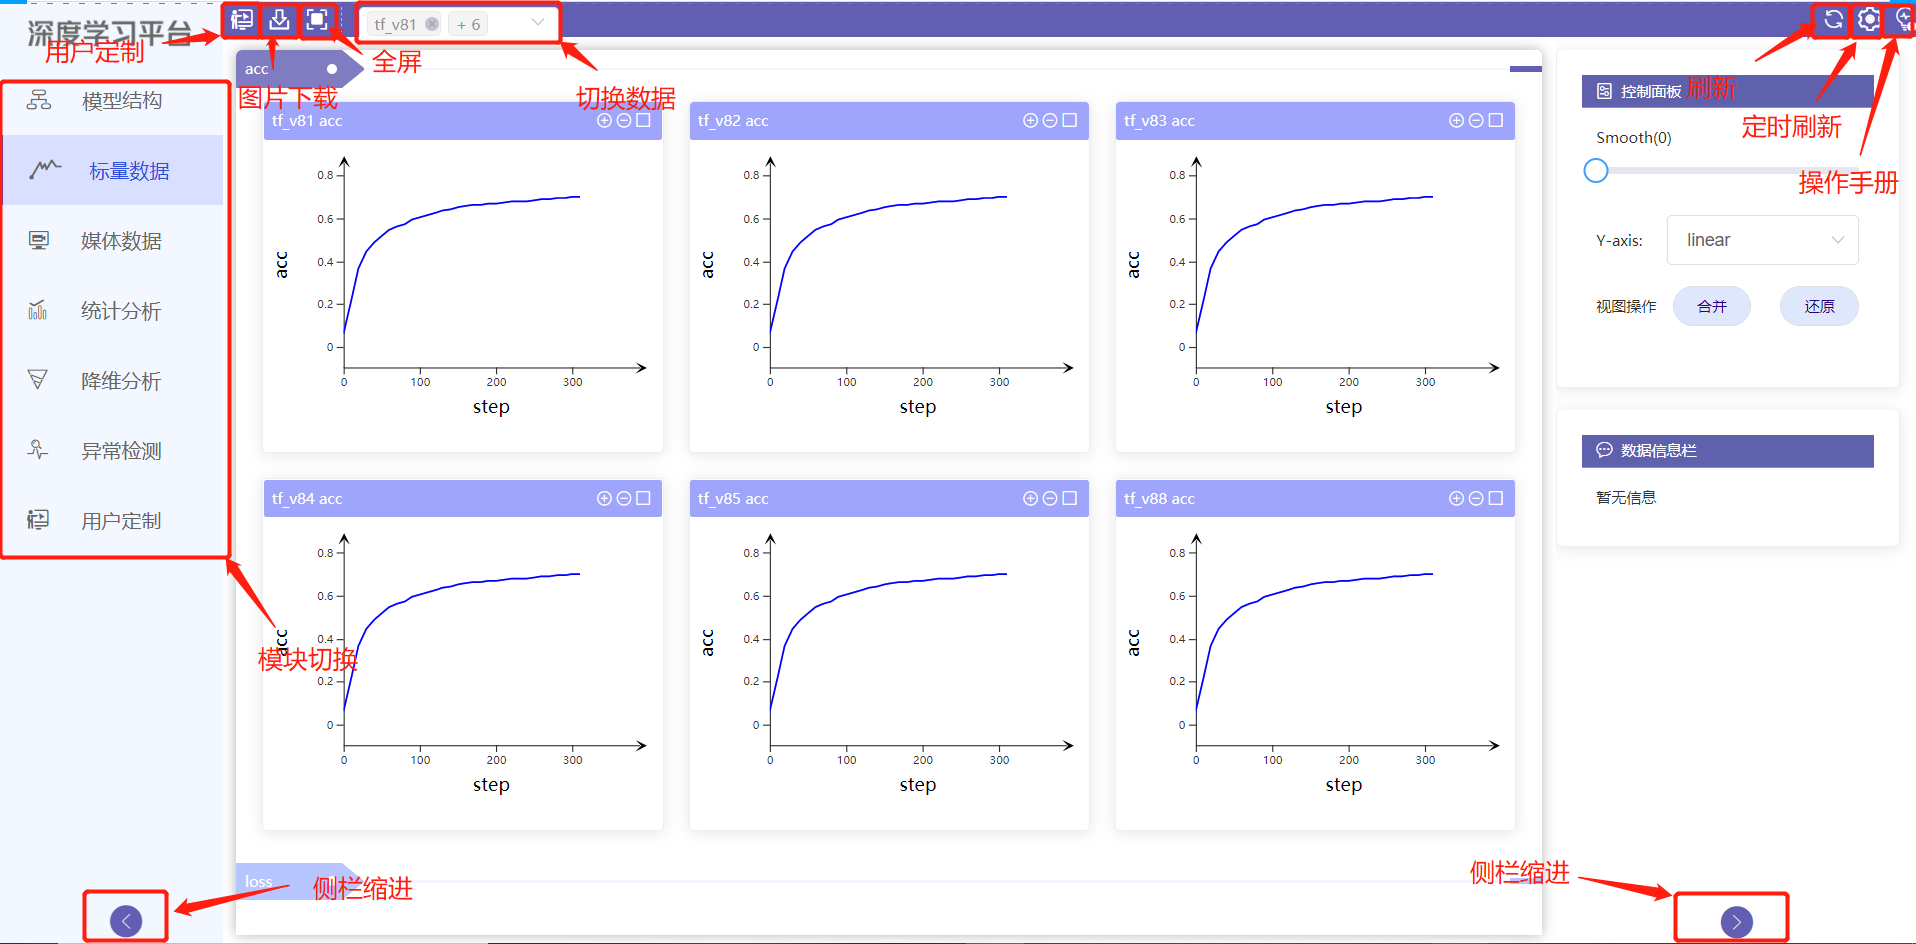 深度学习平台
用户定制
tf_v81
+ 6
全屏
图片下载
切换数据
刷新
定时刷新
操作手册
模型结构
标量数据
媒体数据
统计分析
降维分析
异常检测
用户定制
模块切换
侧栏缩进
acc
tf_v81 acc
0.8
0.6
0.4
0.2
0
acc
0 100 200 300
step
tf_v82 acc
0.8
0.6
0.4
0.2
0
acc
0 100 200 300
step
tf_v83 acc
0.8
0.6
0.4
0.2
0
acc
0 100 200 300
step
tf_v84 acc
0.8
0.6
0.4
0.2
0
acc
0 100 200 300
step
tf_v85 acc
0.8
0.6
0.4
0.2
0
acc
0 100 200 300
step
tf_v88 acc
0.8
0.6
0.4
0.2
0
acc
0 100 200 300
step
loss
控制面板
Smooth(0)
Y-axis:
linear
视图操作
合并
还原
数据信息栏
暂无信息
侧栏缩进